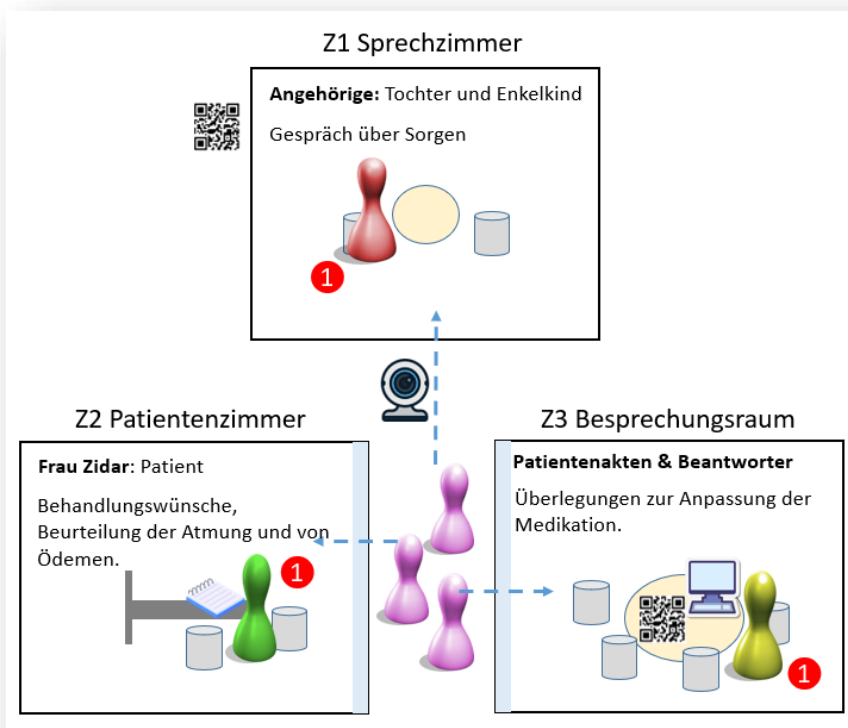 Z1 Sprechzimmer
Angehörige: Tochter und Enkelkind
Gespräch über Sorgen
1
Z2 Patientenzimmer
Frau Zidar: Patient
Behandlungswünsche,
Beurteilung der Atmung und von
Ödemen.
1
Z3 Besprechungsraum
Patientenakten & Beantworter
Überlegungen zur Anpassung der
Medikation.
1